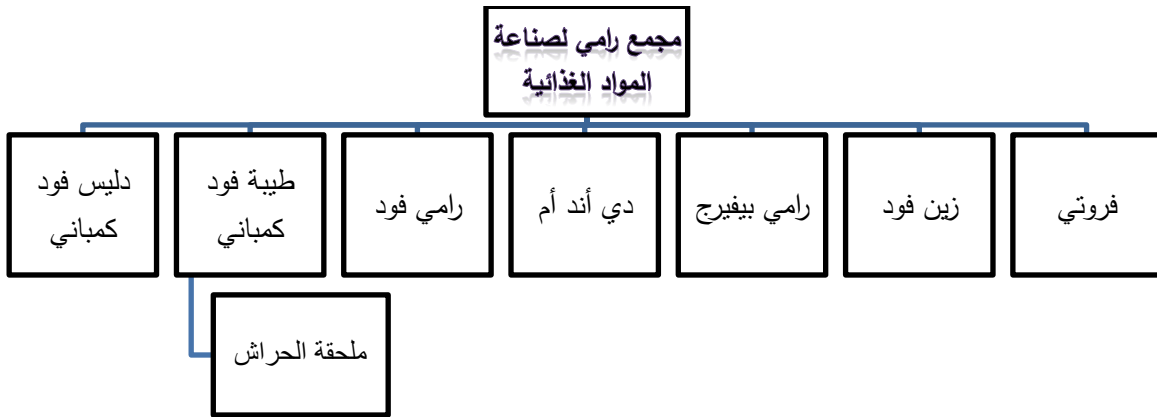 مجمع رامي لصناعة
المواد الغذائية
فروتي
زين فود
رامي بيفيرج
دي أند أم
رامي فود
طيبة فود
كمباني
دليس فود
كمباني
ملحقة الحراش